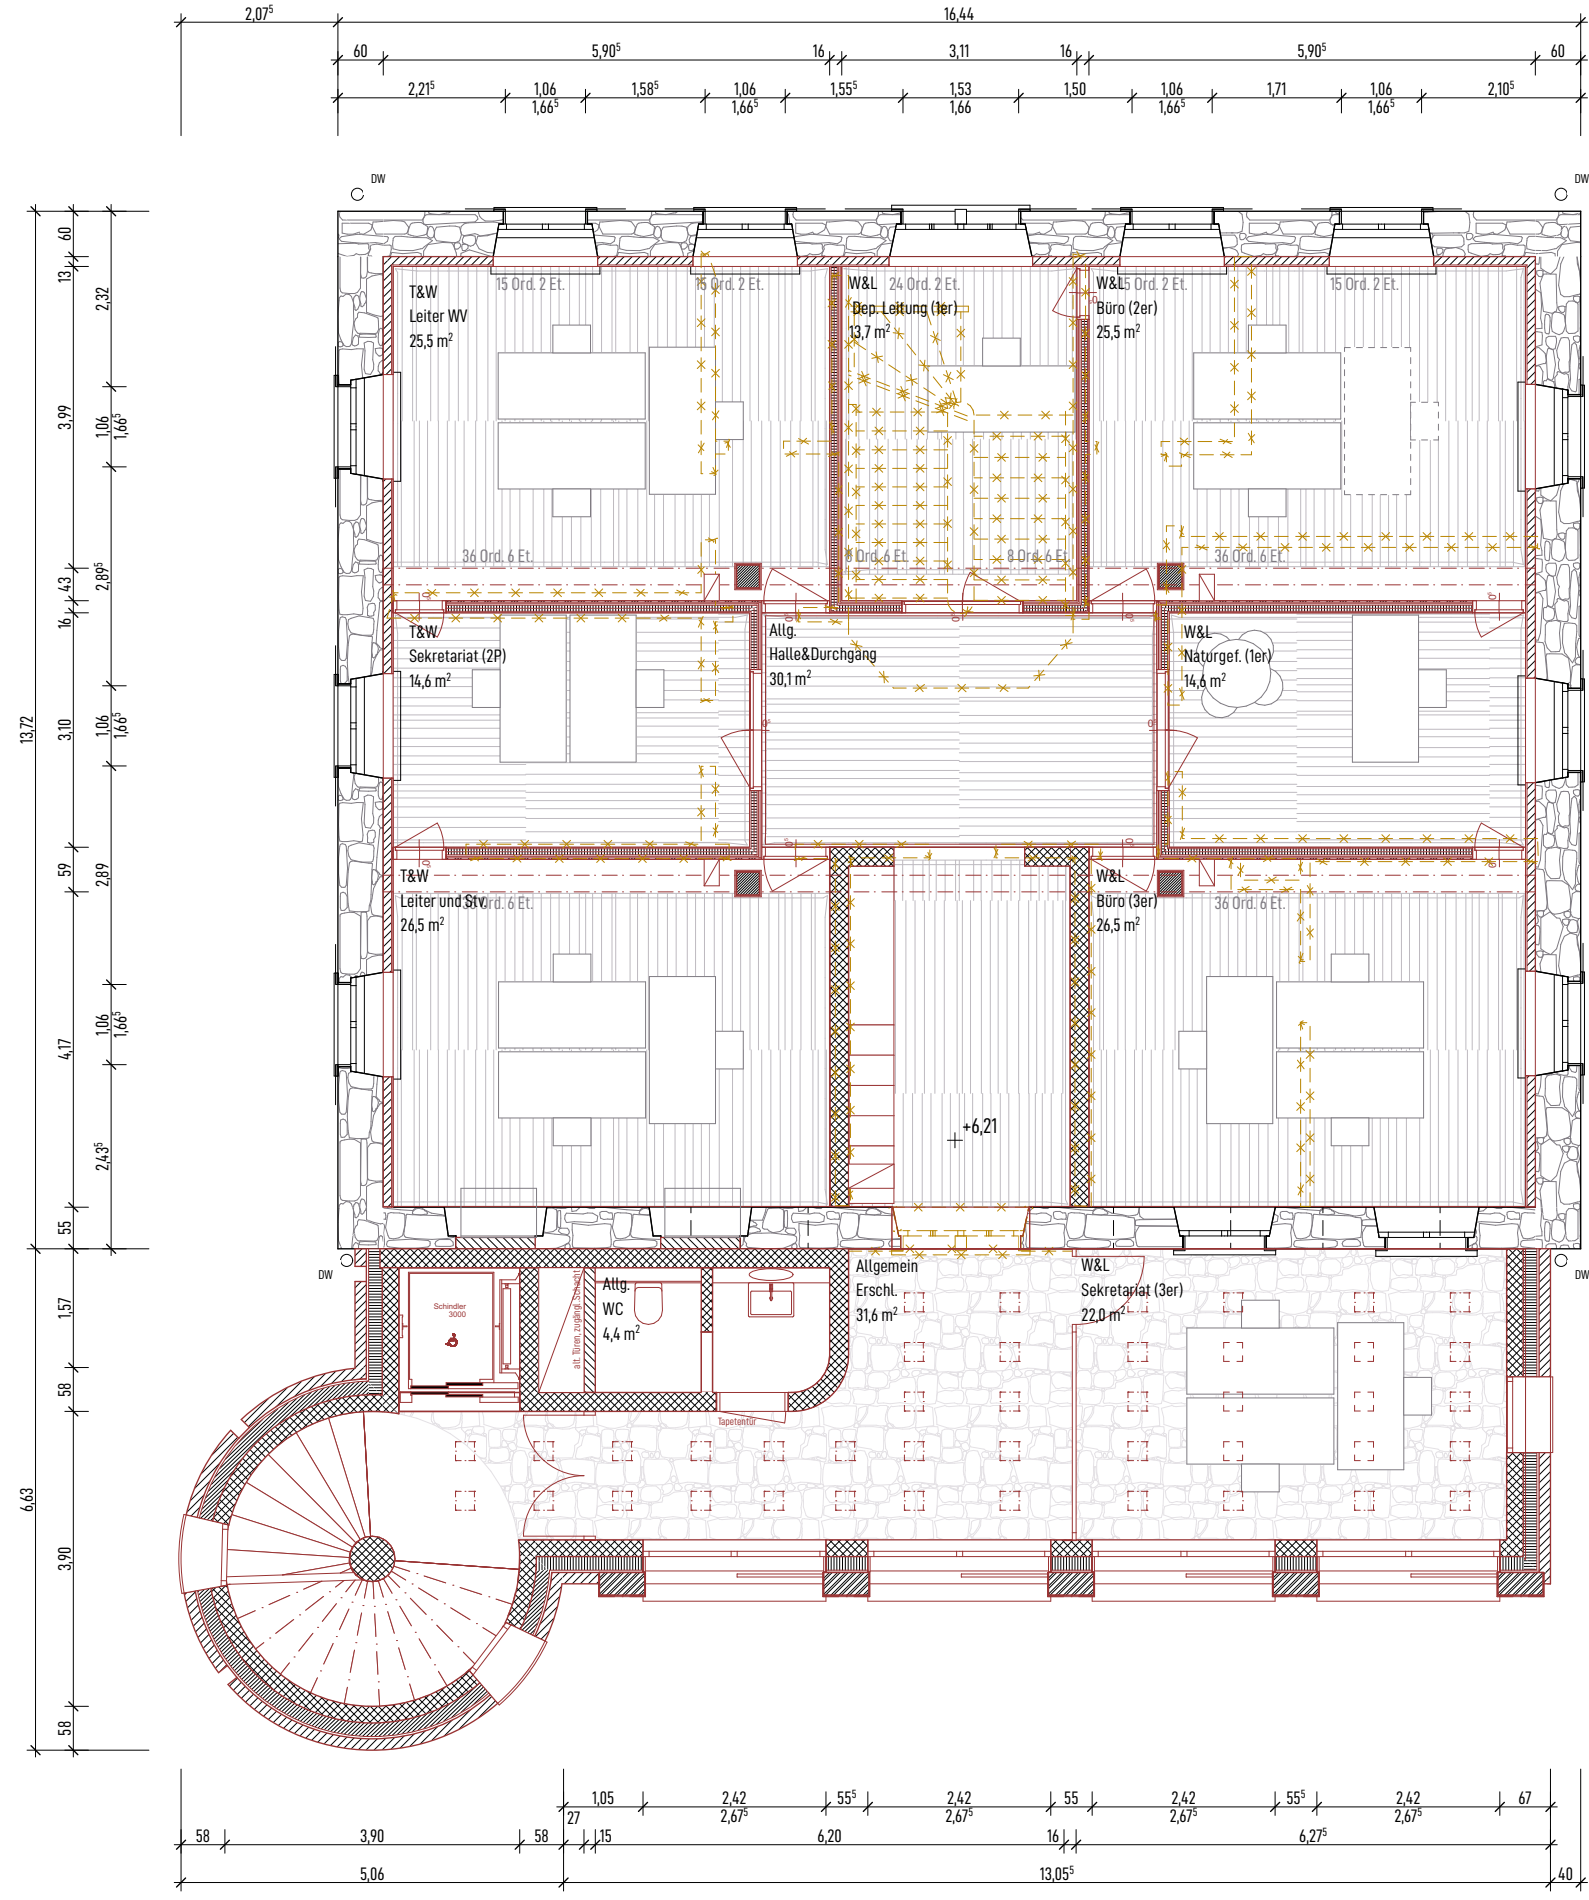 2,07⁵ 16,44
60 5,90⁵ 16 3,11 16 5,90⁵ 60
2,21⁵ 1,06 1,58⁵ 1,06 1,55⁵ 1,53 1,50 1,06 1,71 1,06 2,10⁵
1,66⁵ 1,66⁵ 1,66 1,66⁵ 1,66⁵
DW DW
15 Ord. 2 Et. 15 Ord. 2 Et. 24 Ord. 2 Et. 15 Ord. 2 Et. 15 Ord. 2 Et.
T&W
Leiter WV
25,5 m²
W&L
Dep. Leitung (1er)
13,7 m²
W&L
Büro (2er)
25,5 m²
36 Ord. 6 Et. 8 Ord. 6 Et. 8 Ord. 6 Et. 36 Ord. 6 Et.
T&W
Sekretariat (2P)
14,6 m²
Allg.
Halle&Durchgang
30,1 m²
W&L
Naturgef. (1er)
14,6 m²
T&W
Leiter und Stv.
26,5 m²
36 Ord. 6 Et.
W&L
Büro (3er)
26,5 m²
36 Ord. 6 Et.
+6,21
DW DW
Schindler
3000
alt. Türen, zugängl. Schacht
Allg.
WC
4,4 m²
Allgemein
Erschl.
31,6 m²
W&L
Sekretariat (3er)
22,0 m²
Tapetentür
13,72 6,63
60 13 3,99 43 16 3,10 59 4,17 55 1,57 58 3,90 58
2,32 1,06 2,89⁵ 1,06 2,89 1,06 2,43⁵
1,66⁵ 1,66⁵ 1,66⁵
1,05 2,42 55⁵ 2,42 55 2,42 55⁵ 2,42 67
2,67⁵ 2,67⁵ 2,67⁵ 2,67⁵
58 3,90 58 27 15 6,20 16 6,27⁵
5,06 13,05⁵ 40